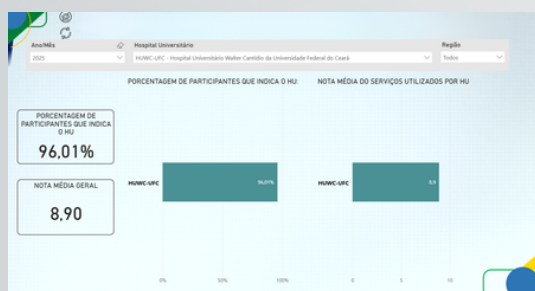 Ano/Mês
Hospital Universitário
Região
2025
HUWC-UFC - Hospital Universitário Walter Cantídio da Universidade Federal do Ceará
Todos
PORCENTAGEM DE PARTICIPANTES QUE INDICA O HU
NOTA MÉDIA DO SERVIÇOS UTILIZADOS POR HU
PORCENTAGEM DE
PARTICIPANTES QUE INDICA
O HU
96,01%
NOTA MÉDIA GERAL
8,90
HUWC-UFC
96,01%
HUWC-UFC
8,9
0%
50%
100%
0
5
10